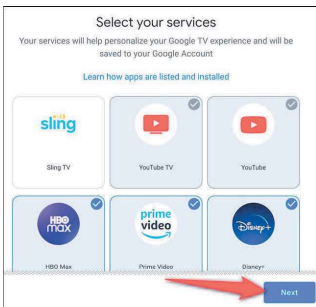 Select your services
Your services will help personalize your Google TV experience and will be
saved to your Google Account
Learn how apps are listed and installed
sling
Sling TV
YouTube TV
YouTube
HBO
max
prime
video
Disney+
HBO Max
Prime Video
Disney+
Next